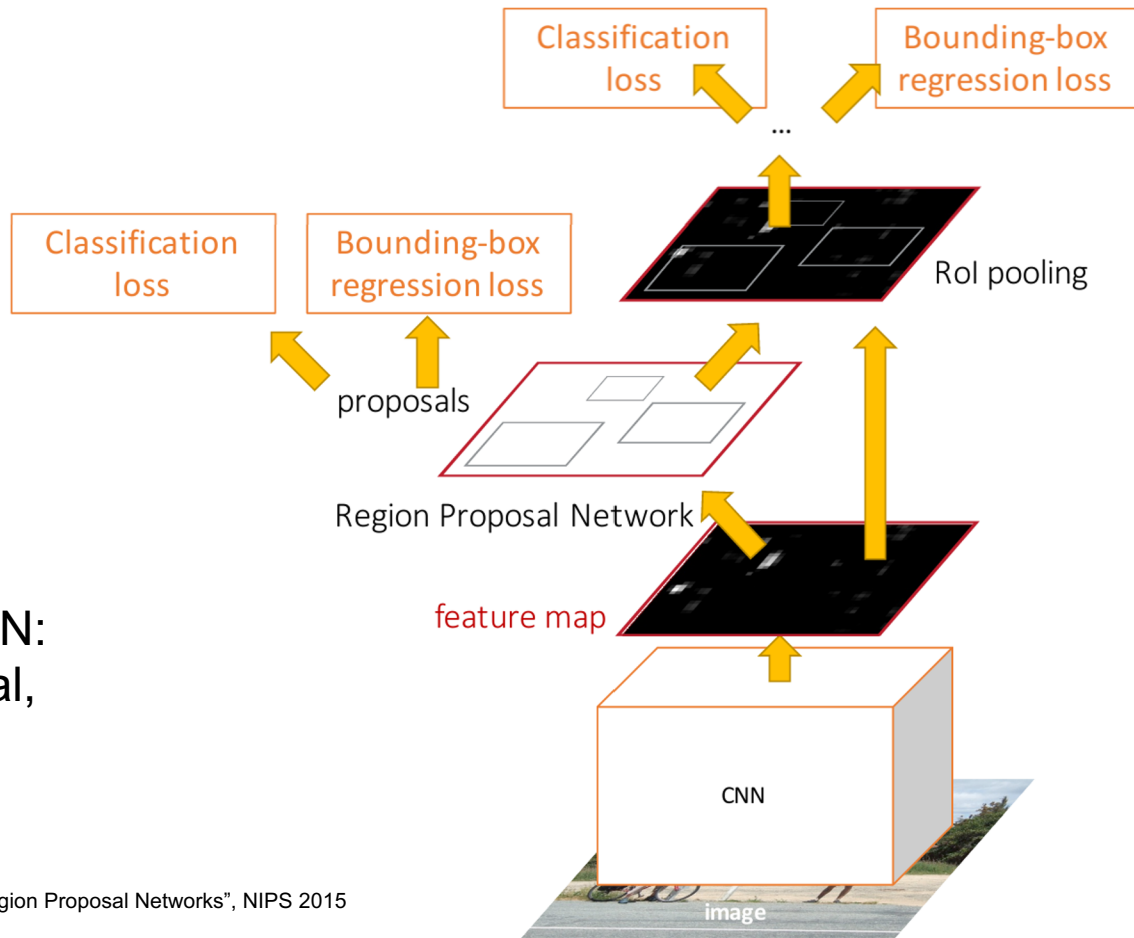 Classification
loss
Bounding-box
regression loss
...
Classification
loss
Bounding-box
regression loss
RoI pooling
proposals
Region Proposal Network
feature map
N:
al,
CNN
image
gion Proposal Networks”, NIPS 2015